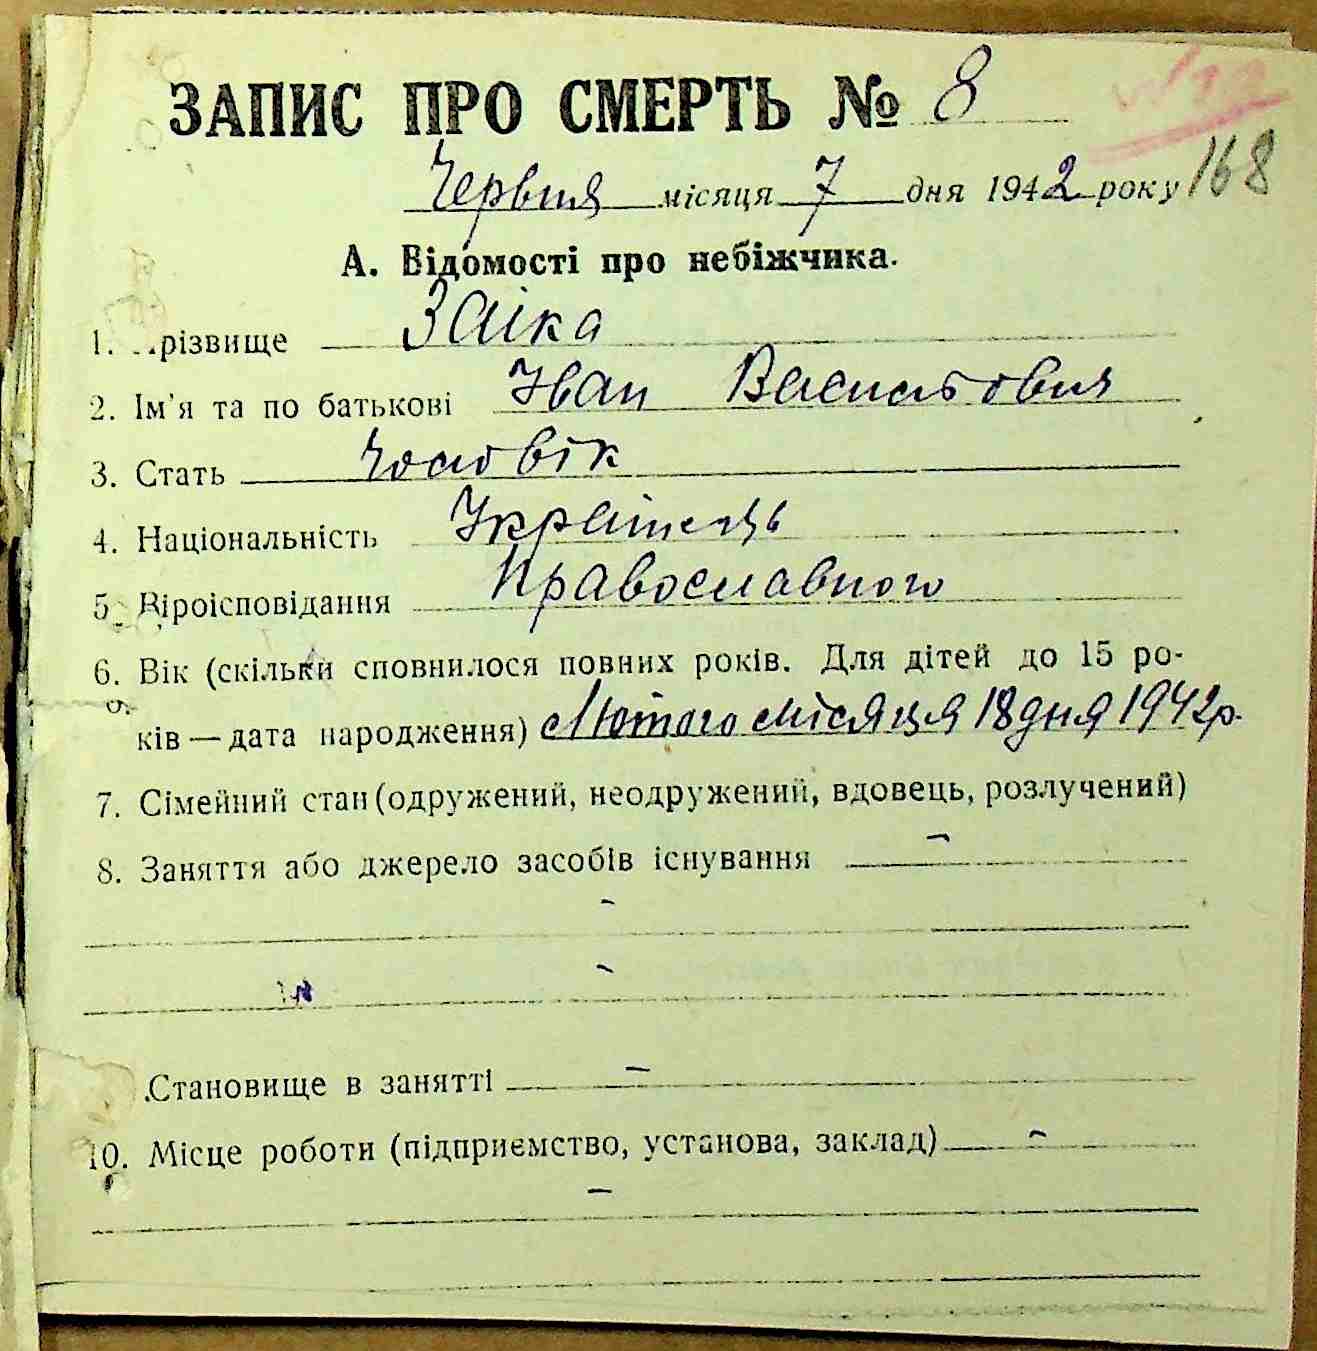 ЗАПИС ПРО СМЕРТЬ № 8
Червня місяця 7 дня 1942 року 168
А. Відомості про небіжчика.
1. різвище Заіка
2. Ім'я та по батькові Іван Васильович
3. Стать Чоловік
4. Національність Українець
5. Віроісповідання Православного
6. Вік (скільки сповнилося повних років. Для дітей до 15 ро-
ків — дата народження) Лютого місяця 18 дня 1942 р.
7. Сімейний стан (одружений, неодружений, вдовець, розлучений)
8. Заняття або джерело засобів існування -
-
-
Становище в занятті -
10. Місце роботи (підприємство, установа, заклад) -
-